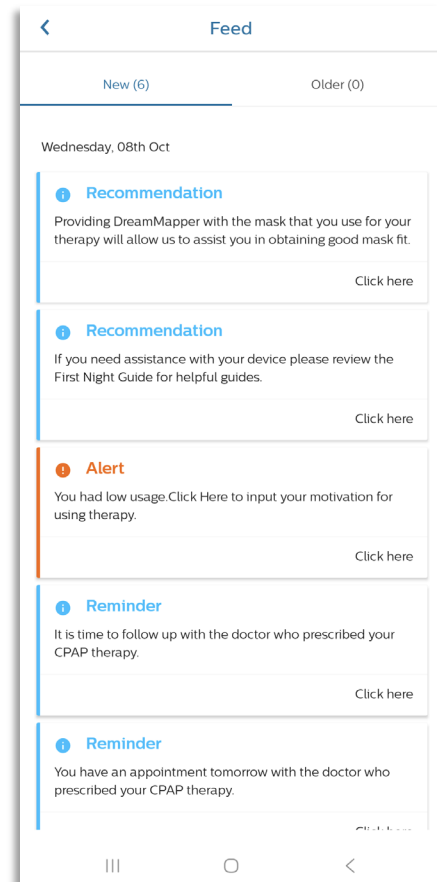 Feed
New (6)
Older (0)
Wednesday, 08th Oct
Recommendation
Providing DreamMapper with the mask that you use for your
therapy will allow us to assist you in obtaining good mask fit.
Click here
Recommendation
If you need assistance with your device please review the
First Night Guide for helpful guides.
Click here
Alert
You had low usage.Click Here to input your motivation for
using therapy.
Click here
Reminder
It is time to follow up with the doctor who prescribed your
CPAP therapy.
Click here
Reminder
You have an appointment tomorrow with the doctor who
prescribed your CPAP therapy.